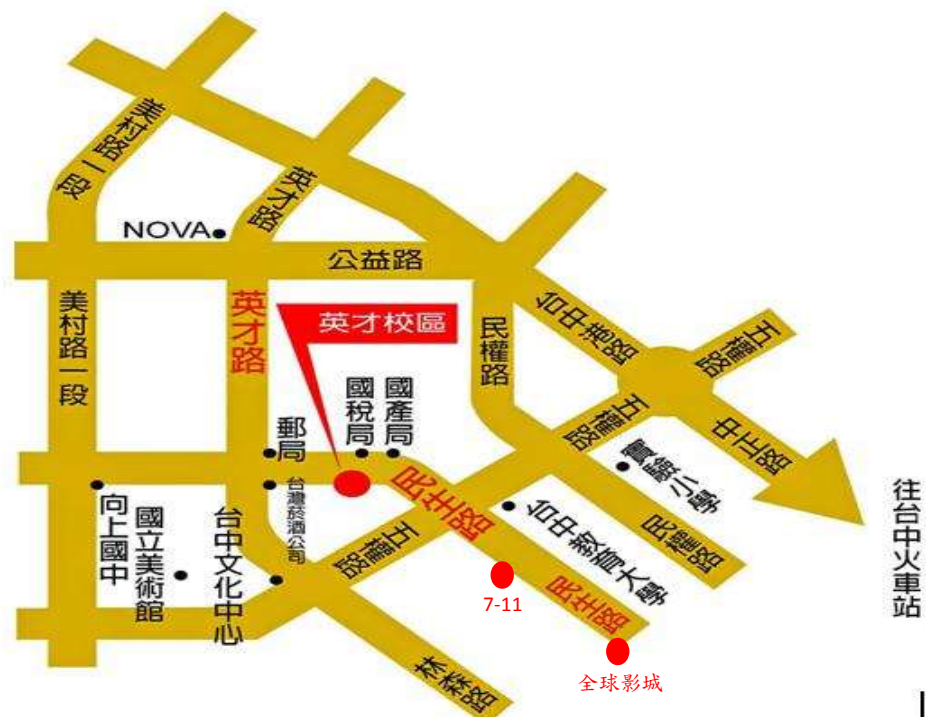 美村路一段
英才路
NOVA
公益路
美村路一段
英才路
英才校區
民權路
台中港路
五權路
五權路
中正路
國稅局
國產局
郵局
實驗小學
民生路
向上國中
國立美術館
台中文化中心
台灣菸酒公司
五權路
台中教育大學
民權路
往台中火車站
7-11
民生路
林森路
全球影城